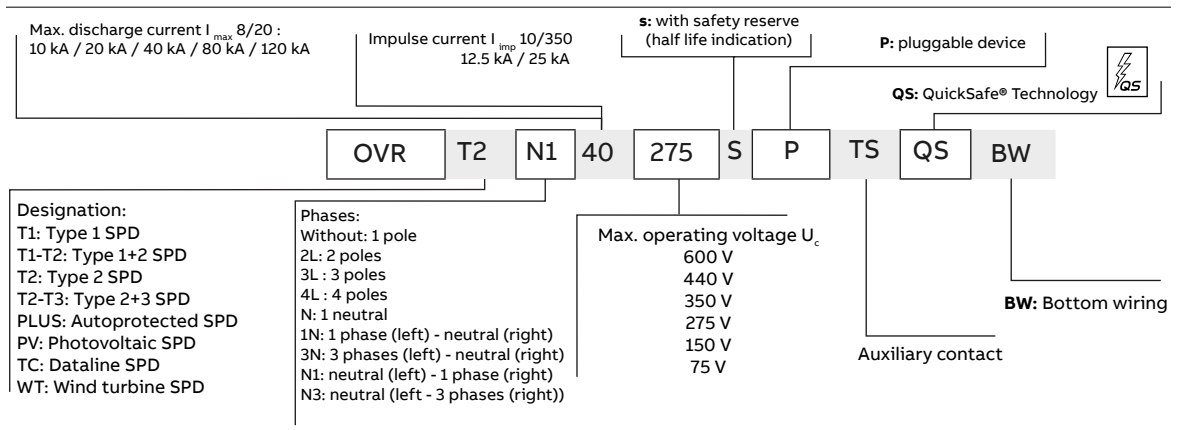 Max. discharge current I max 8/20 :
10 kA / 20 kA / 40 kA / 80 kA / 120 kA
Impulse current I imp 10/350
12.5 kA / 25 kA
s: with safety reserve
(half life indication)
P: pluggable device
QS: QuickSafe® Technology
QS
OVR T2 N1 40 275 S P TS QS BW
Designation:
T1: Type 1 SPD
T1-T2: Type 1+2 SPD
T2: Type 2 SPD
T2-T3: Type 2+3 SPD
PLUS: Autoprotected SPD
PV: Photovoltaic SPD
TC: Dataline SPD
WT: Wind turbine SPD
Phases:
Without: 1 pole
2L: 2 poles
3L : 3 poles
4L : 4 poles
N: 1 neutral
1N: 1 phase (left) - neutral (right)
3N: 3 phases (left) - neutral (right)
N1: neutral (left) - 1 phase (right)
N3: neutral (left - 3 phases (right))
Max. operating voltage Uc
600 V
440 V
350 V
275 V
150 V
75 V
Auxiliary contact
BW: Bottom wiring